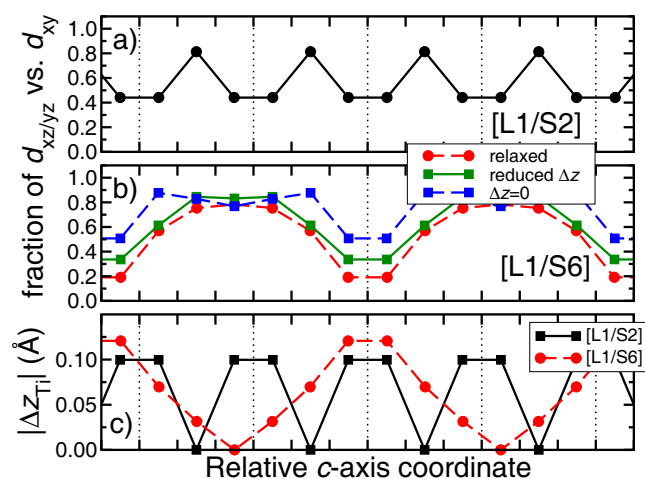 fraction of d_xz/yz vs. d_xy
a)
1.0
0.8
0.6
0.4
0.2
0.0
[L1/S2]
relaxed
reduced Δz
Δz=0
b)
1.0
0.8
0.6
0.4
0.2
0.0
[L1/S6]
|Δz_Ti| (Å)
c)
0.10
0.05
0.00
[L1/S2]
[L1/S6]
Relative c-axis coordinate